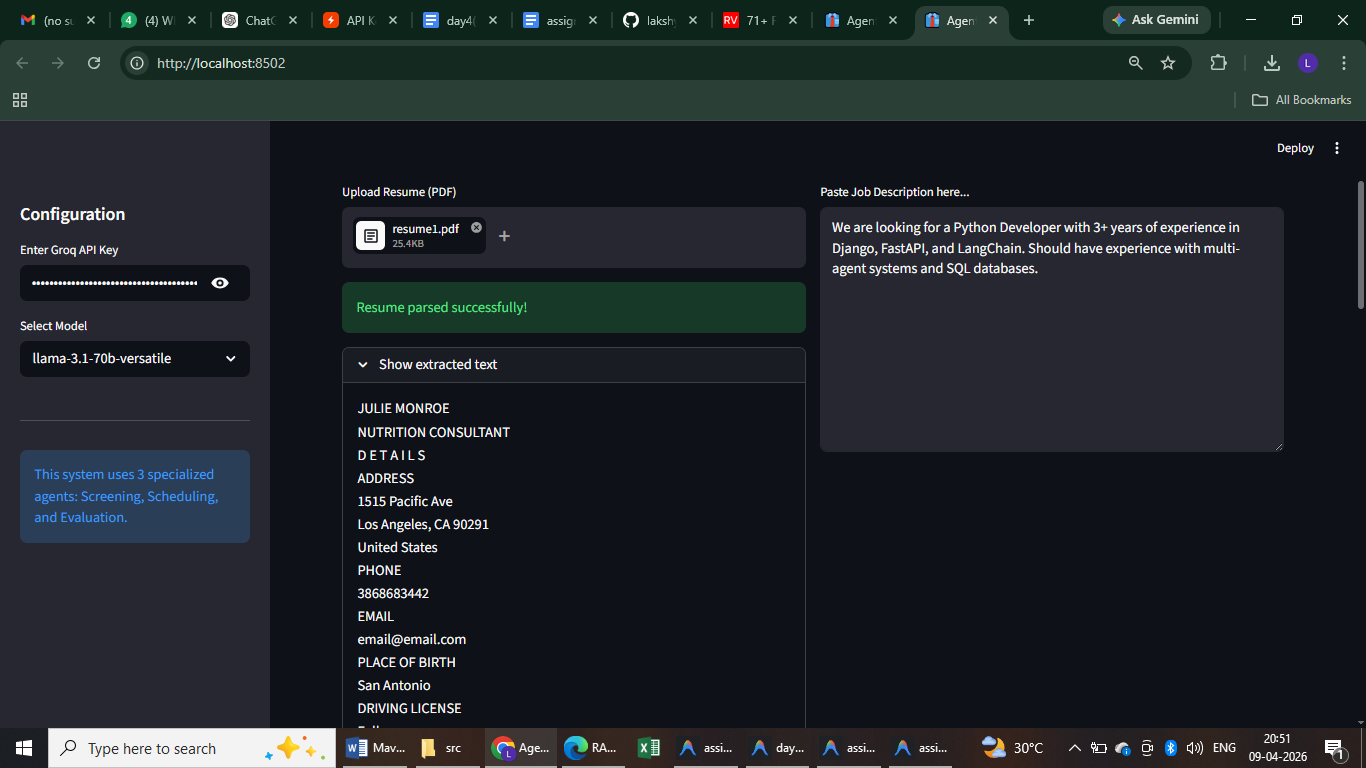 (no su
4
(4) W
ChatG
API K
day4(
assign
laksh
RV
71+ F
Agen
Agen
Ask Gemini
http://localhost:8502
L
All Bookmarks
Deploy
Configuration
Enter Groq API Key
Select Model
llama-3.1-70b-versatile
This system uses 3 specialized
agents: Screening, Scheduling,
and Evaluation.
Upload Resume (PDF)
resume1.pdf
25.4KB
Resume parsed successfully!
Show extracted text
JULIE MONROE
NUTRITION CONSULTANT
D E T A I L S
ADDRESS
1515 Pacific Ave
Los Angeles, CA 90291
United States
PHONE
3868683442
EMAIL
email@email.com
PLACE OF BIRTH
San Antonio
DRIVING LICENSE
Paste Job Description here...
We are looking for a Python Developer with 3+ years of experience in
Django, FastAPI, and LangChain. Should have experience with multi-
agent systems and SQL databases.
Type here to search
Mav...
src
Age...
RA...
assi...
day...
assi...
assi...
30°C
ENG
20:51
09-04-2026
1